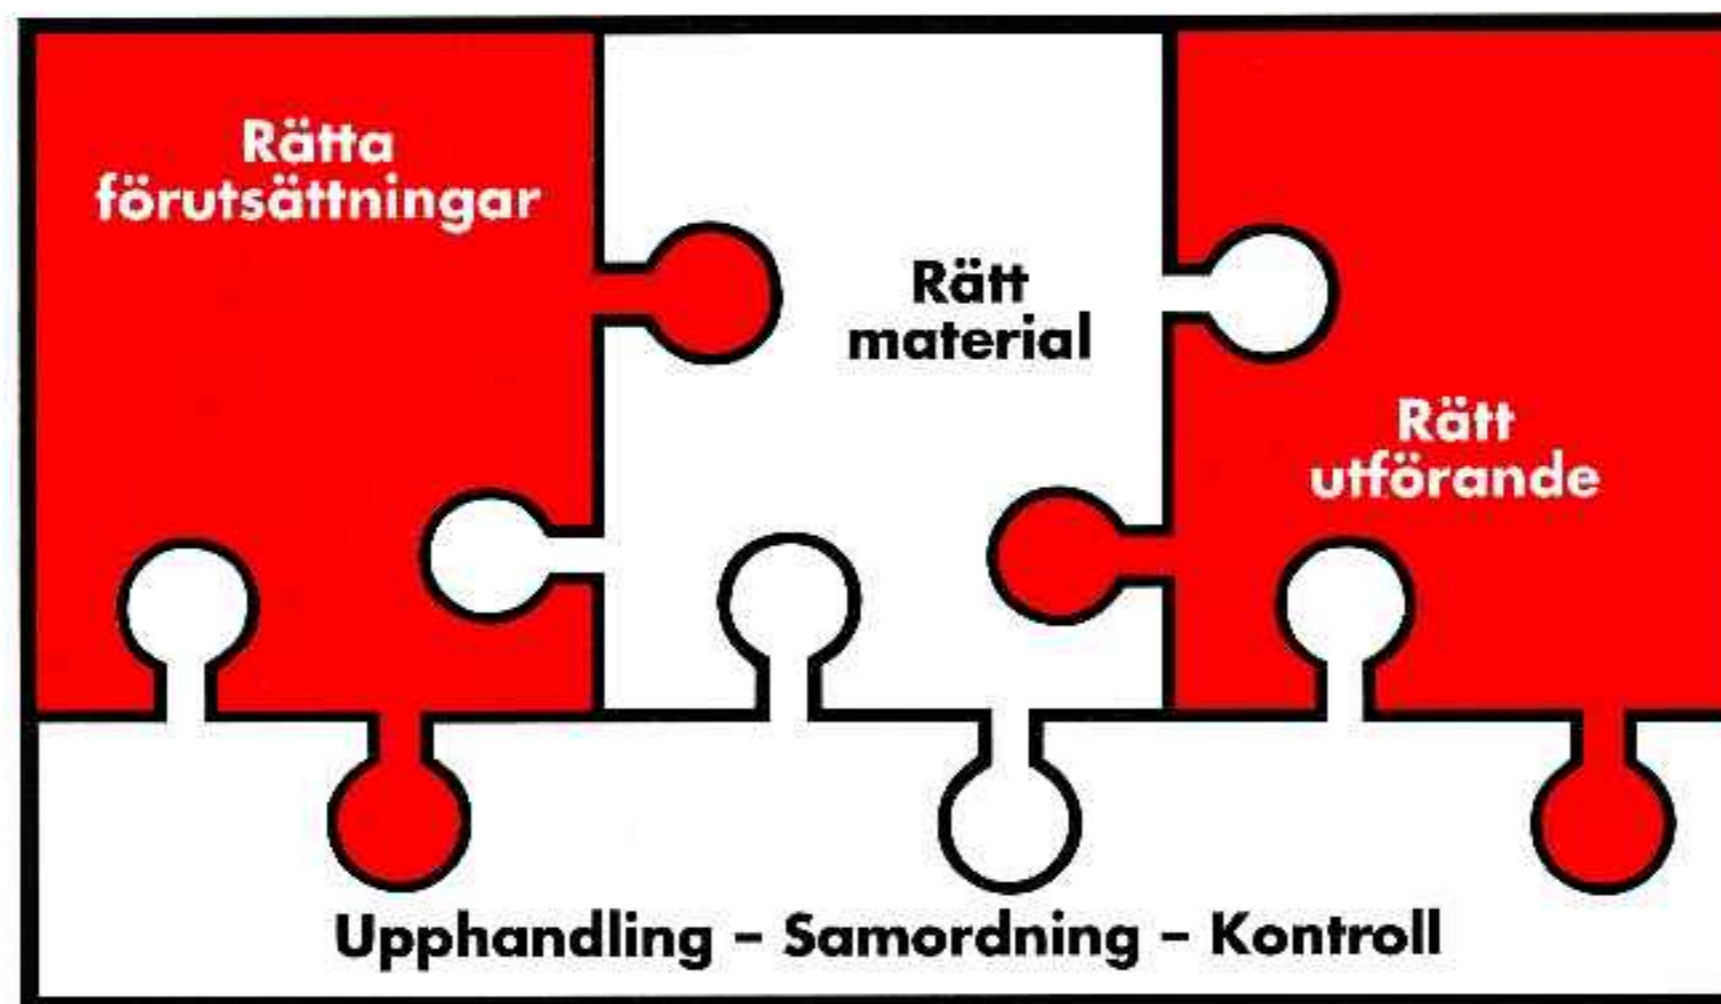 Rätta
förutsättningar
Rätt
material
Rätt
utförande
Upphandling – Samordning – Kontroll